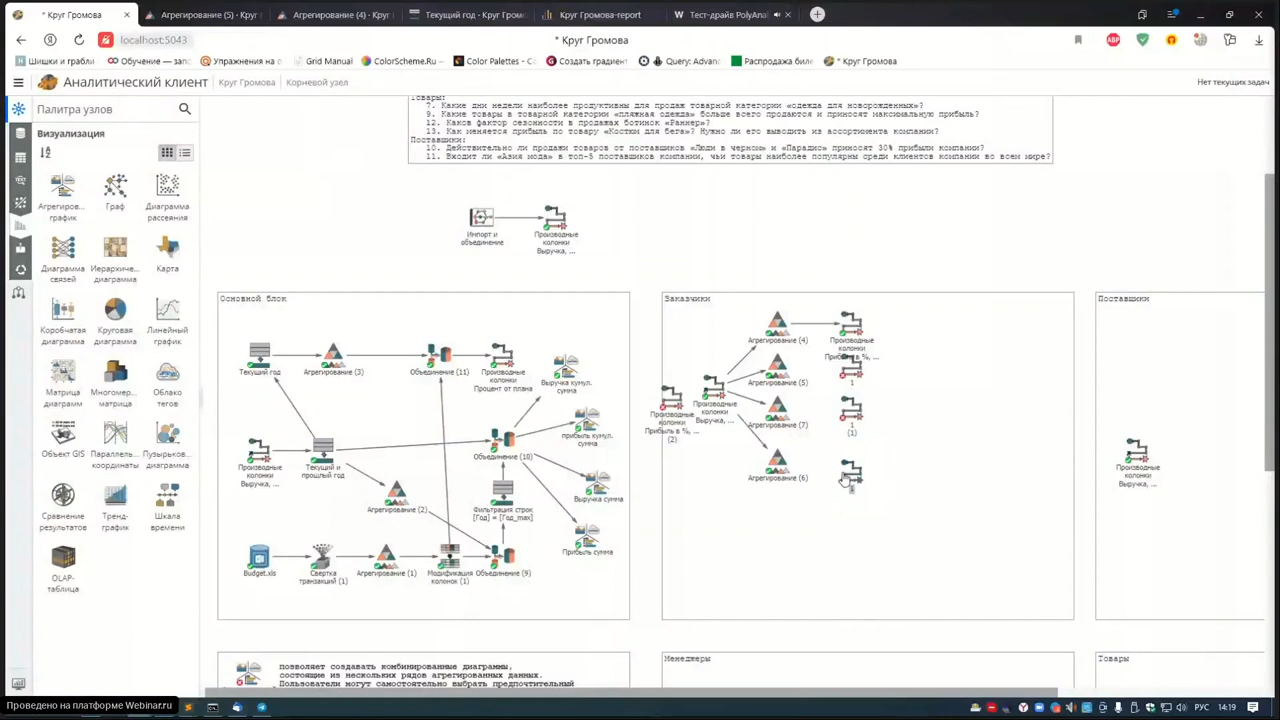 * Круг Громова
Агрегирование (5) - Круг
Агрегирование (4) - Круг
Текущий год - Круг Громо
Круг Громова-report
Тест-драйв PolyAnal
localhost:5043
* Круг Громова
Шишки и грабли
Обучение — зап
Упражнения на
Grid Manual
ColorScheme.Ru –
Color Palettes - C
Создать градиент
Query: Advanc
Распродажа биле
* Круг Громова
Аналитический клиент
Круг Громова
Корневой узел
Нет текущих задач
Палитра узлов
Визуализация
Агрегиров... график
Граф
Диаграмма рассеяния
Диаграмма связей
Иерархиче... диаграмма
Карта
Коробчатая диаграмма
Круговая диаграмма
Линейный график
Матрица диаграмм
Многомер... матрица
Облако тегов
Объект GIS
Параллель... координаты
Пузырьков... диаграмма
Сравнение результатов
Тренд-график
Шкала времени
OLAP-таблица
Товары:
7. Какие дни недели наиболее продуктивны для продаж товарной категории «одежда для новорожденных»?
9. Какие товары в товарной категории «пляжная одежда» больше всего продаются и приносят максимальную прибыль?
12. Каков фактор сезонности в продажах ботинок «Раннер»?
13. Как меняется прибыль по товару «Костки для бега»? Нужно ли его выводить из ассортимента компании?
Поставщики:
10. Действительно ли продажи товаров от поставщиков «Люди в черном» и «Парадис» приносят 30% прибыли компании?
11. Входит ли «Азия мода» в топ-5 поставщиков компании, чьи товары наиболее популярны среди клиентов компании во всем мире?
Импорт и объединение
Производные колонки Выручка, ...
Основной блок
Текущий год
Агрегирование (3)
Объединение (11)
Производные колонки Процент от плана
Выручка кумул. сумма
прибыль кумул. сумма
Производные колонки Выручка, ...
Текущий и прошлый год
Объединение (10)
Выручка сумма
Агрегирование (2)
Фильтрация строк [Год] = [Год_max]
Прибыль сумма
Budget.xls
Свертка транзакций (1)
Агрегирование (1)
Модификация колонок (1)
Объединение (9)
Заказчики
Агрегирование (4)
Производные колонки Прибыль в %, ...
Агрегирование (5)
1
Производные колонки Прибыль в %, ... (2)
Производные колонки Выручка, ...
Агрегирование (7)
1 (1)
Агрегирование (6)
Поставщики
Производные колонки Выручка, ...
позволяет создавать комбинированные диаграммы,
состоящие из нескольких рядов агрегированных данных.
Пользователи могут самостоятельно выбрать предпочтительный
Менеджеры
Товары
Проведено на платформе Webinar.ru
РУС
14:19